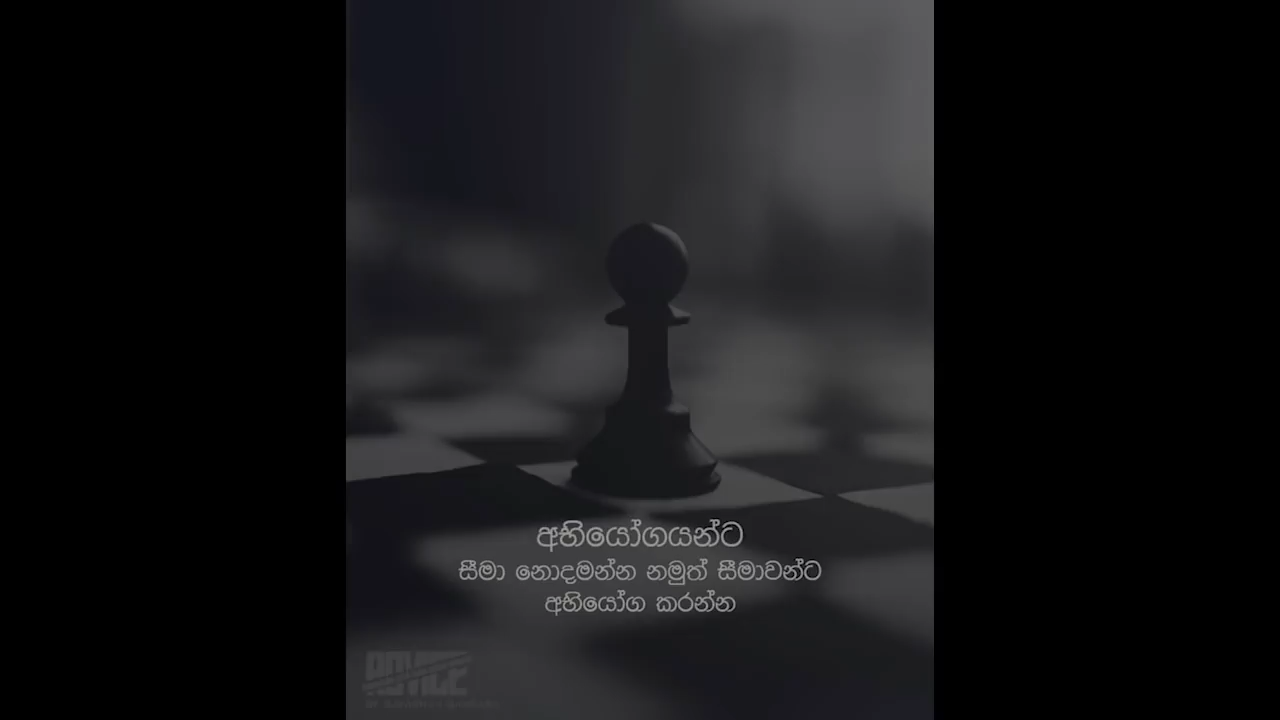 අභියෝගයන්ට
සීමා නොදමන්න නමුත් සීමාවන්ට
අභියෝග කරන්න